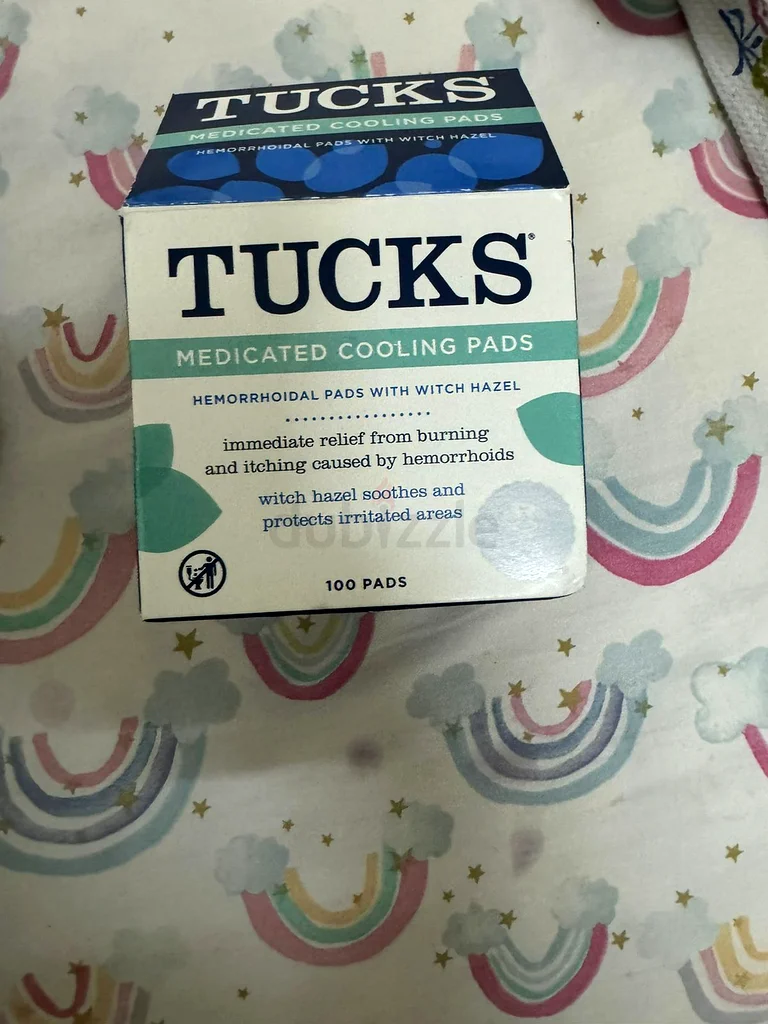 TUCKS
MEDICATED COOLING PADS
HEMORRHOIDAL PADS WITH WITCH HAZEL
TUCKS®
MEDICATED COOLING PADS
HEMORRHOIDAL PADS WITH WITCH HAZEL
immediate relief from burning
and itching caused by hemorrhoids
witch hazel soothes and
protects irritated areas
dubizzle
100 PADS